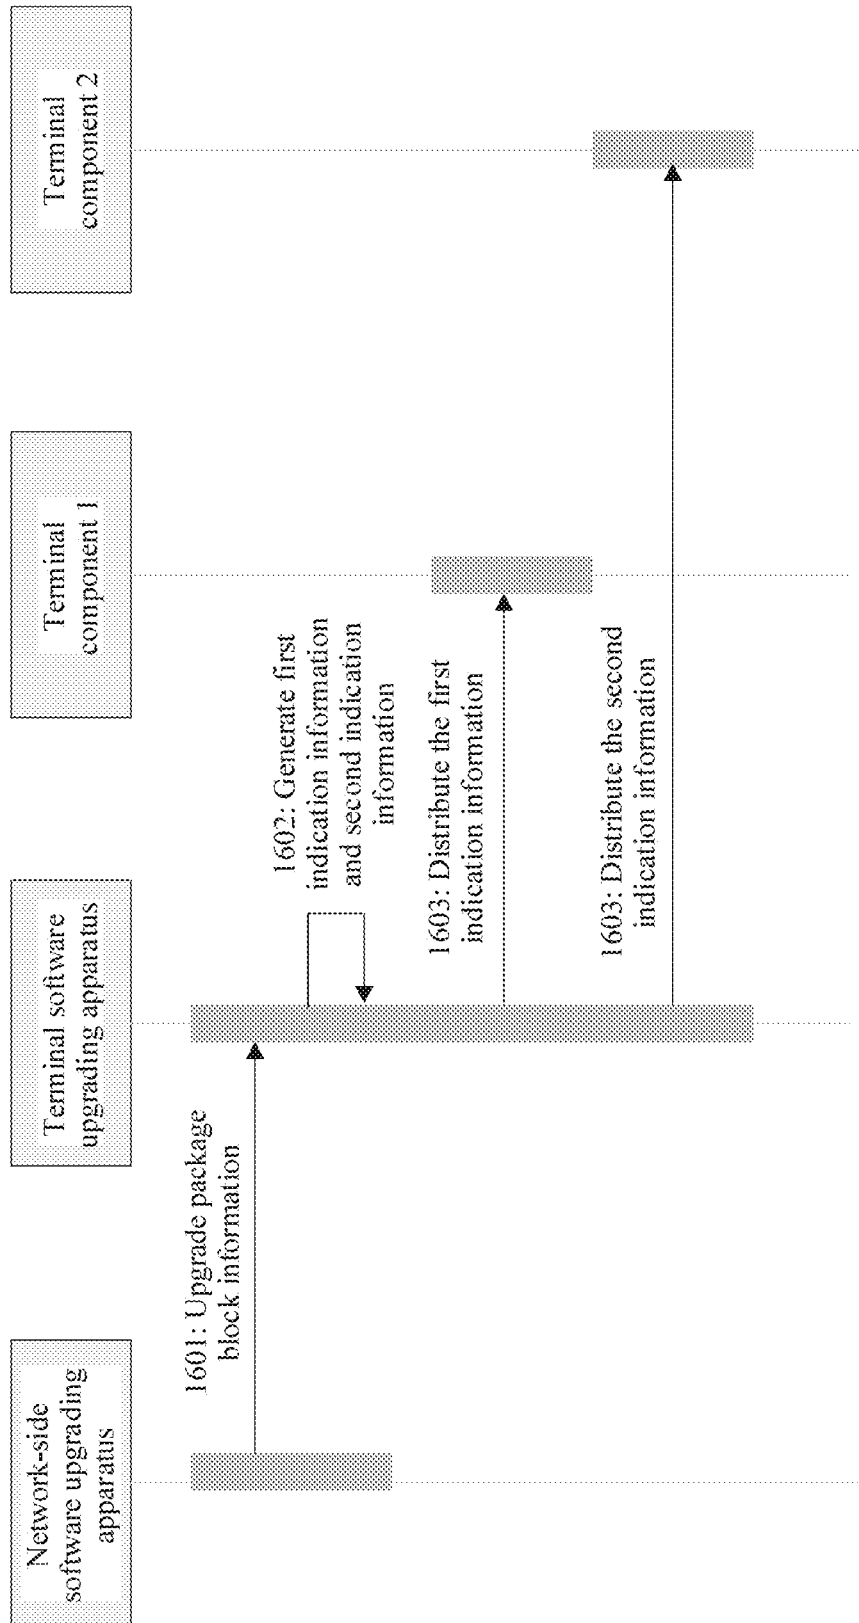 Network-side
software upgrading
apparatus
Terminal software
upgrading apparatus
Terminal
component 1
Terminal
component 2
1601: Upgrade package
block information
1602: Generate first
indication information
and second indication
information
1603: Distribute the first
indication information
1603: Distribute the second
indication information